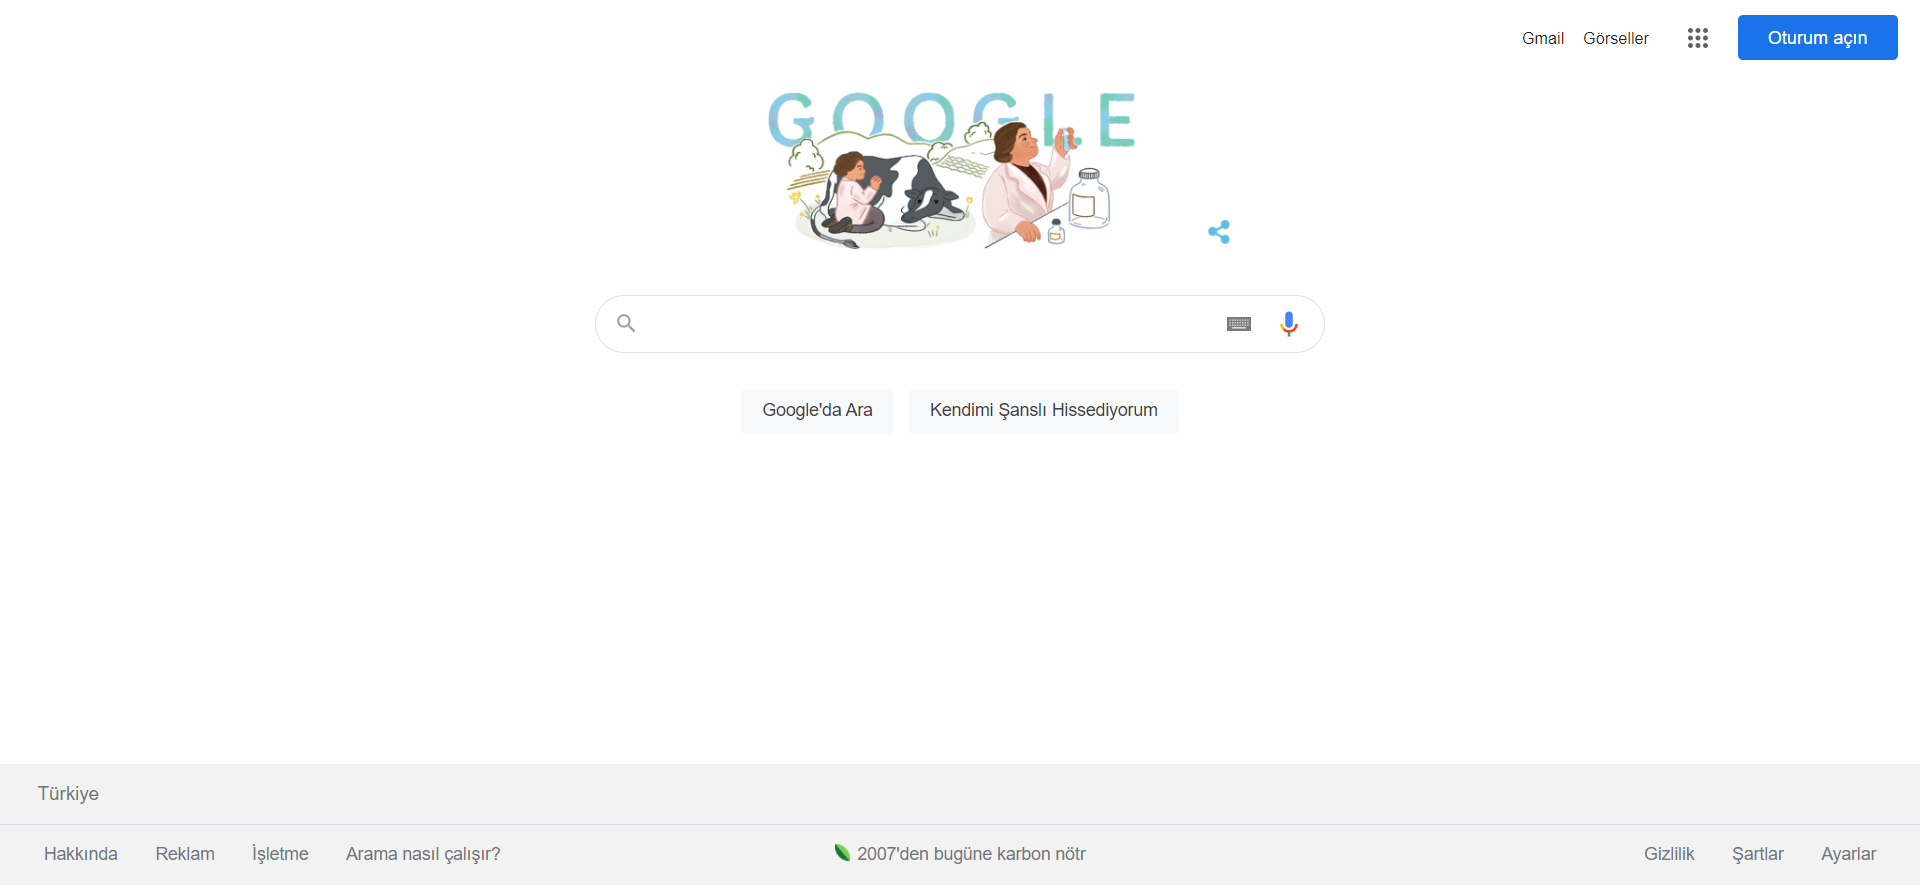 Gmail Görseller Oturum açın
GOOGLE
Google'da Ara Kendimi Şanslı Hissediyorum
Türkiye
Hakkında Reklam İşletme Arama nasıl çalışır? 2007'den bugüne karbon nötr Gizlilik Şartlar Ayarlar